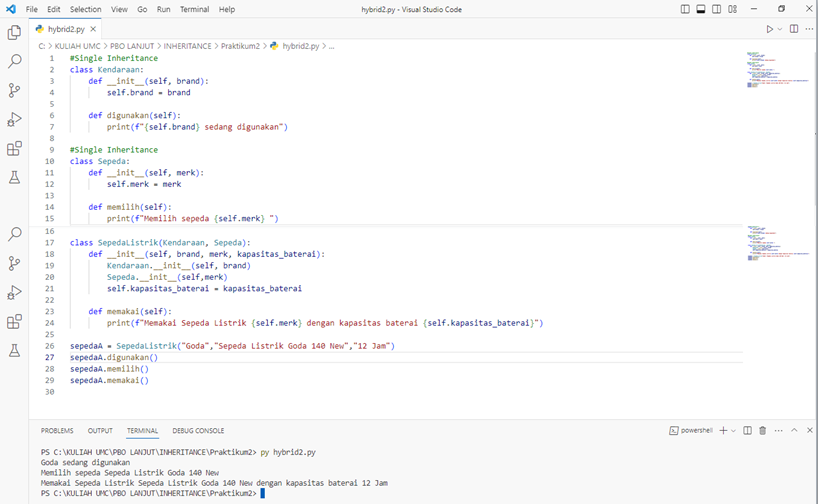 File Edit Selection View Go Run Terminal Help hybrid2.py - Visual Studio Code
hybrid2.py
C: > KULIAH UMC > PBO LANJUT > INHERITANCE > Praktikum2 > hybrid2.py > ...
1 #Single Inheritance
2 class Kendaraan:
3 def __init__(self, brand):
4 self.brand = brand
5
6 def digunakan(self):
7 print(f"{self.brand} sedang digunakan")
8
9 #Single Inheritance
10 class Sepeda:
11 def __init__(self, merk):
12 self.merk = merk
13
14 def memilih(self):
15 print(f"Memilih sepeda {self.merk} ")
16
17 class SepedaListrik(Kendaraan, Sepeda):
18 def __init__(self, brand, merk, kapasitas_baterai):
19 Kendaraan.__init__(self, brand)
20 Sepeda.__init__(self,merk)
21 self.kapasitas_baterai = kapasitas_baterai
22
23 def memakai(self):
24 print(f"Memakai Sepeda Listrik {self.merk} dengan kapasitas baterai {self.kapasitas_baterai}")
25
26 sepedaA = SepedaListrik("Goda","Sepeda Listrik Goda 140 New","12 Jam")
27 sepedaA.digunakan()
28 sepedaA.memilih()
29 sepedaA.memakai()
30
PROBLEMS OUTPUT TERMINAL DEBUG CONSOLE powershell
PS C:\KULIAH UMC\PBO LANJUT\INHERITANCE\Praktikum2> py hybrid2.py
Goda sedang digunakan
Memilih sepeda Sepeda Listrik Goda 140 New
Memakai Sepeda Listrik Sepeda Listrik Goda 140 New dengan kapasitas baterai 12 Jam
PS C:\KULIAH UMC\PBO LANJUT\INHERITANCE\Praktikum2>